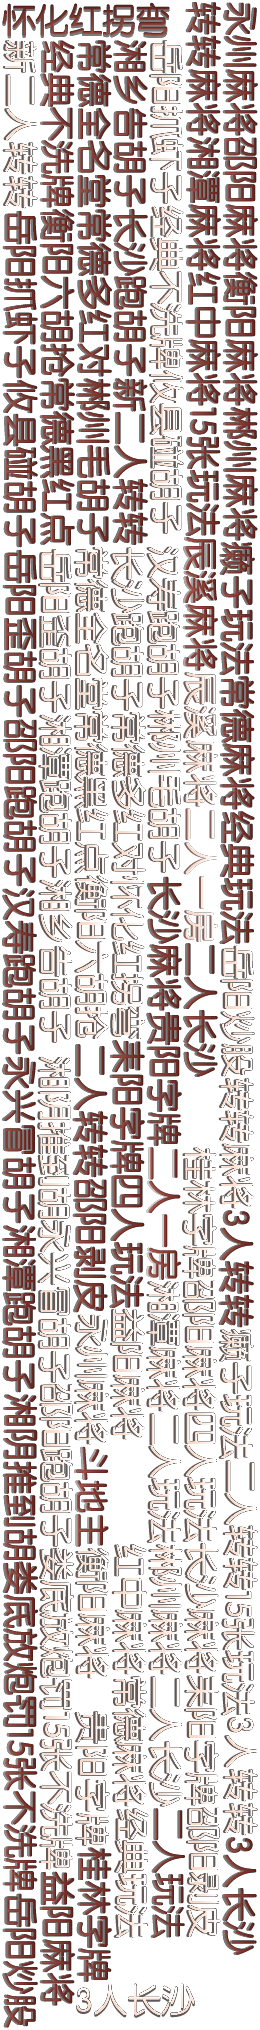 怀化红拐弯
永州麻将邵阳麻将衡阳麻将郴州麻将癞子玩法常德麻将经典玩法岳阳炒股转转麻将3人转转癞子玩法二人转转15张玩法3人转转3人长沙
转转麻将湘潭麻将红中麻将15张玩法辰溪麻将辰溪麻将二人一房二人长沙桂林字牌邵阳麻将四人玩法长沙麻将耒阳字牌邵阳剥皮
岳阳抓虾子经典不洗牌攸县碰胡子汉寿跑胡子郴州毛胡子长沙麻将贵阳字牌二人一房湘潭麻将二人玩法郴州麻将二人长沙二人玩法
湘乡告胡子长沙跑胡子新二人转转长沙跑胡子常德多红对怀化红拐弯耒阳字牌四人玩法益阳麻将红中麻将常德麻将经典玩法
常德全名堂常德多红对郴州毛胡子常德全名堂常德黑红点衡阳六胡抢二人转转邵阳剥皮永州麻将斗地主衡阳麻将贵阳字牌桂林字牌
经典不洗牌衡阳六胡抢常德黑红点岳阳歪胡子湘潭跑胡子湘乡告胡子湘阴推到胡永兴冒胡子邵阳跑胡子娄底放炮罚15张不洗牌益阳麻将
新二人转转岳阳抓虾子攸县碰胡子岳阳歪胡子邵阳跑胡子汉寿跑胡子永兴冒胡子湘潭跑胡子湘阴推到胡娄底放炮罚15张不洗牌岳阳炒股
3人长沙